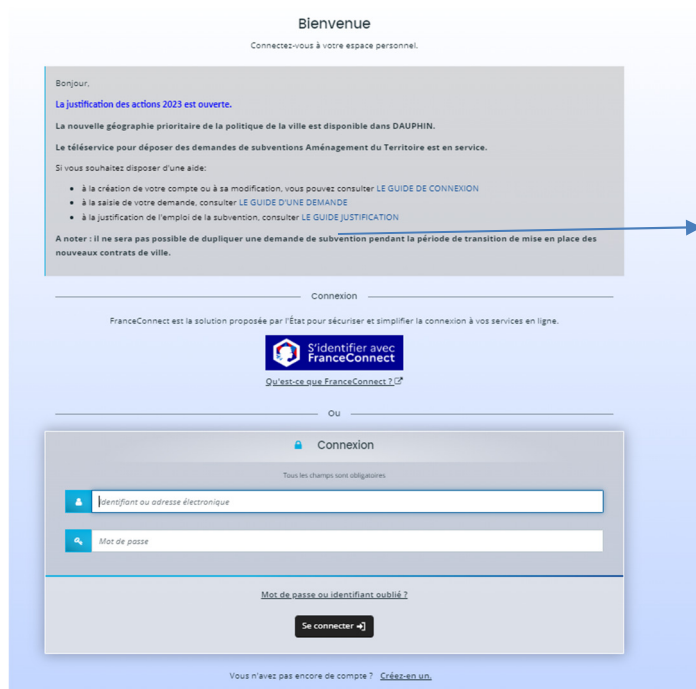 Bienvenue
Connectez-vous à votre espace personnel.
Bonjour,
La justification des actions 2023 est ouverte.
La nouvelle géographie prioritaire de la politique de la ville est disponible dans DAUPHIN.
Le téléservice pour déposer des demandes de subventions Aménagement du Territoire est en service.
Si vous souhaitez disposer d'une aide:
• à la création de votre compte ou à sa modification, vous pouvez consulter LE GUIDE DE CONNEXION
• à la saisie de votre demande, consulter LE GUIDE D'UNE DEMANDE
• à la justification de l'emploi de la subvention, consulter LE GUIDE JUSTIFICATION
A noter : il ne sera pas possible de dupliquer une demande de subvention pendant la période de transition de mise en place des
nouveaux contrats de ville.
Connexion
FranceConnect est la solution proposée par l'État pour sécuriser et simplifier la connexion à vos services en ligne.
S'identifier avec
FranceConnect
Qu'est-ce que FranceConnect ?
Ou
Connexion
Tous les champs sont obligatoires
Identifiant ou adresse électronique
Mot de passe
Mot de passe ou identifiant oublié ?
Se connecter
Vous n'avez pas encore de compte ? Créez-en un.